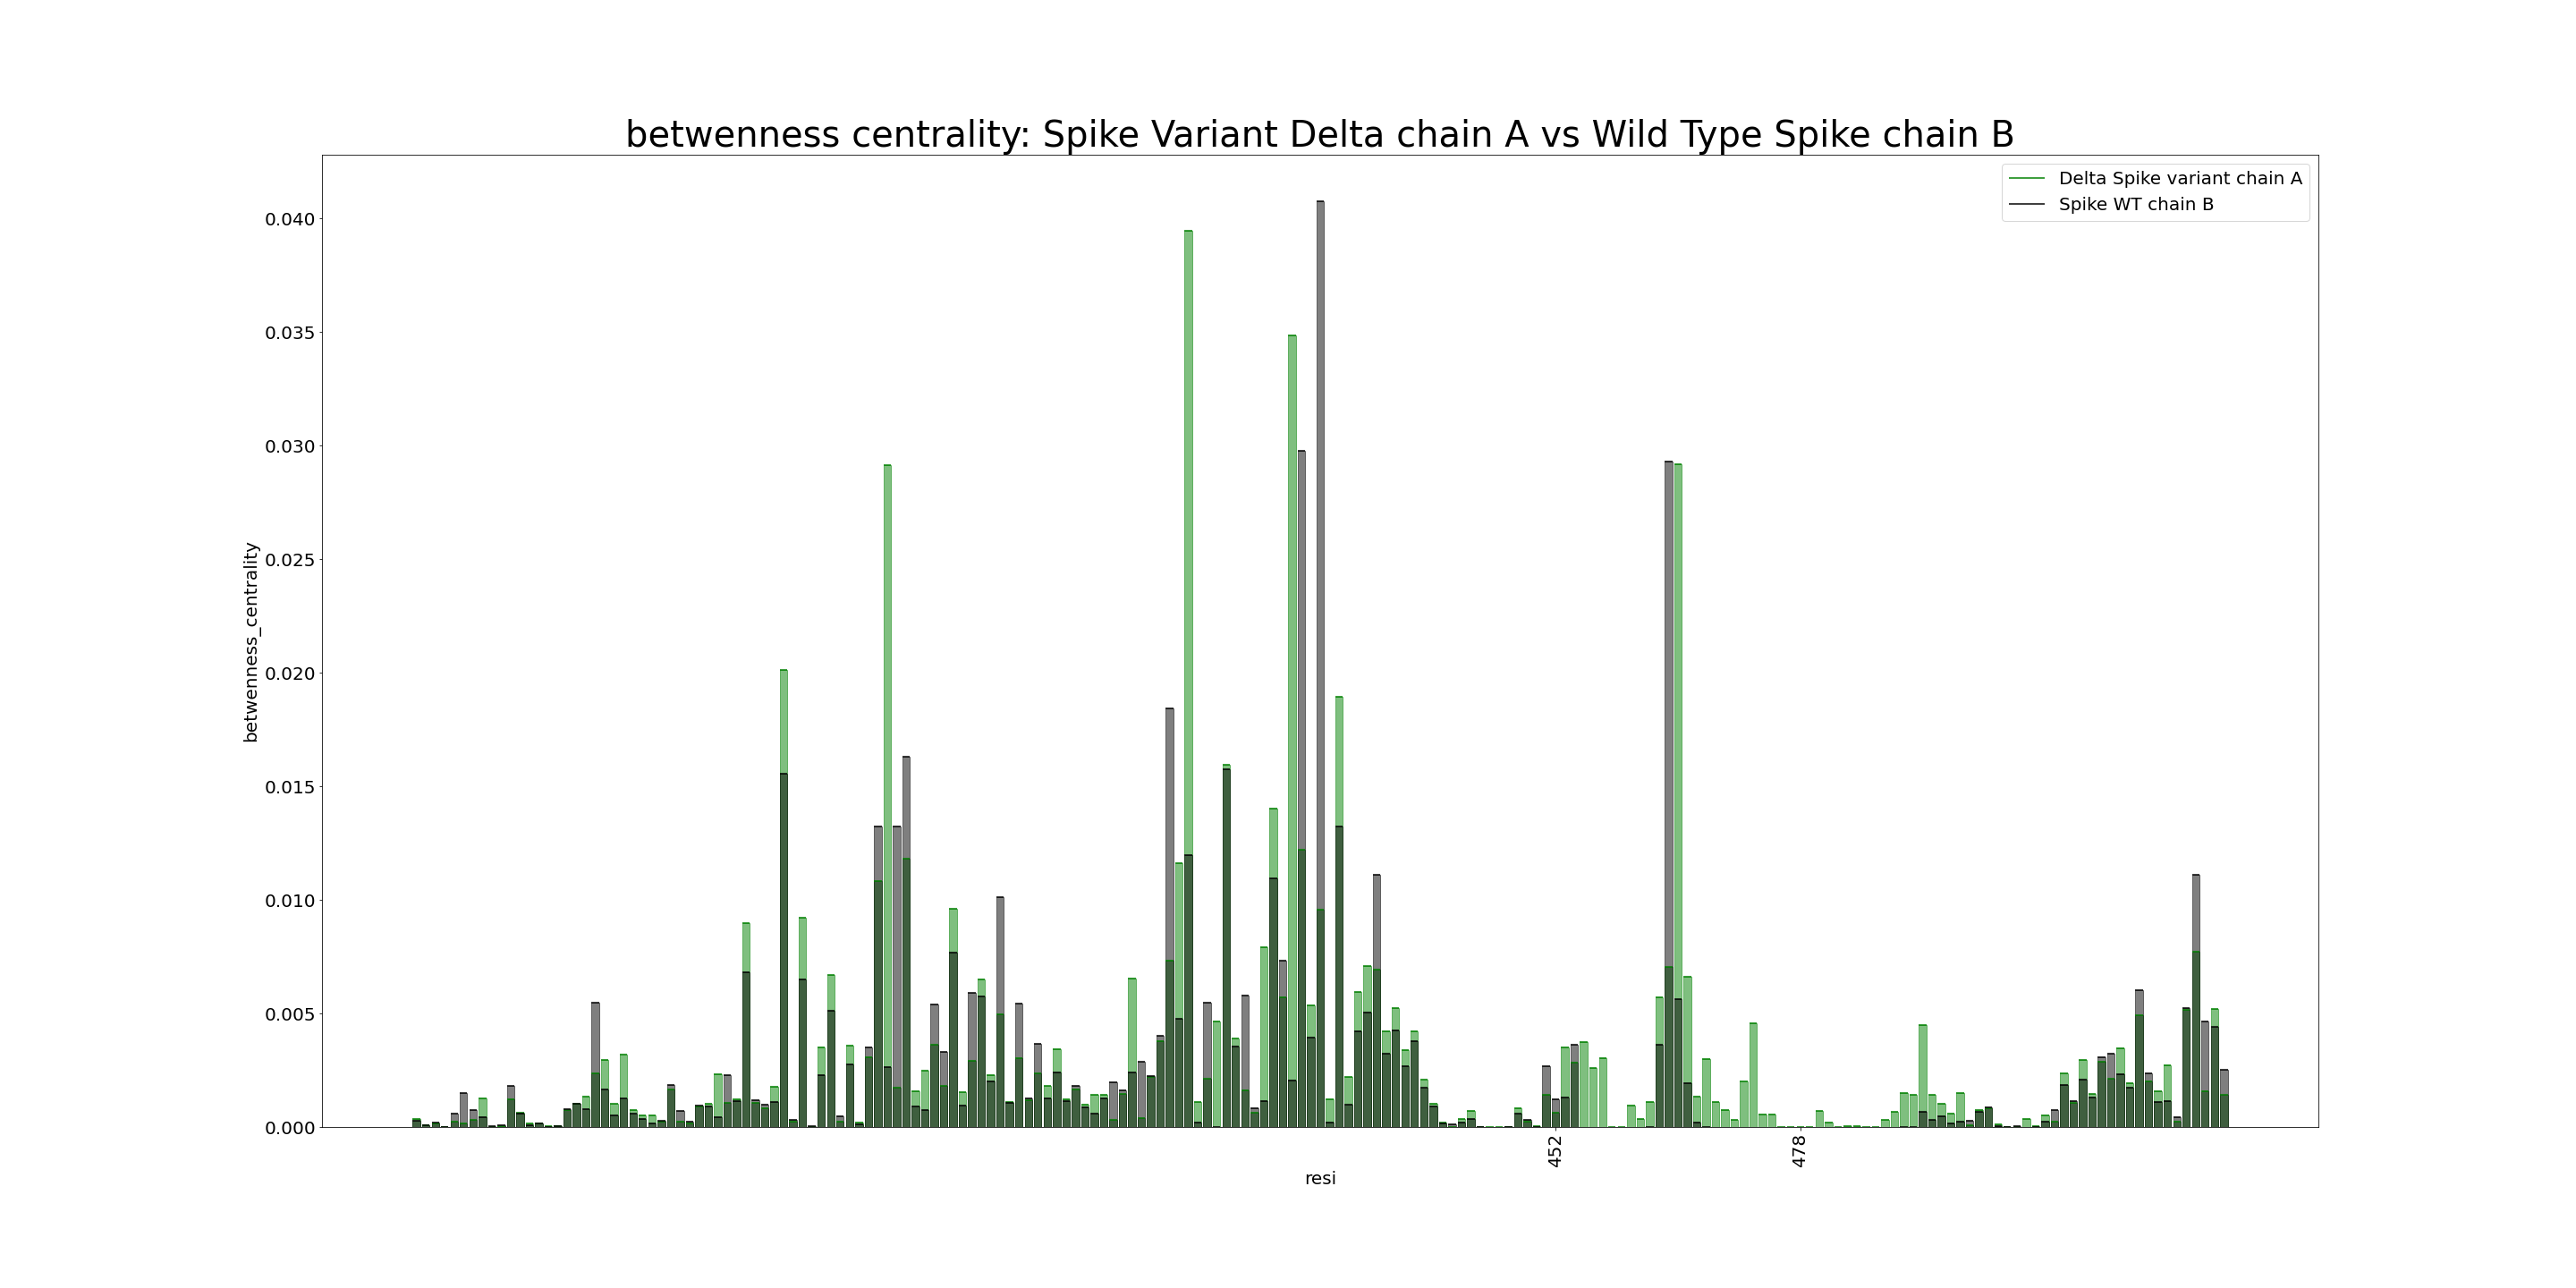 betwenness centrality: Spike Variant Delta chain A vs Wild Type Spike chain B
Delta Spike variant chain A
Spike WT chain B
0.040
0.035
0.030
0.025
0.020
0.015
0.010
0.005
0.000
betwenness_centrality
452
478
resi